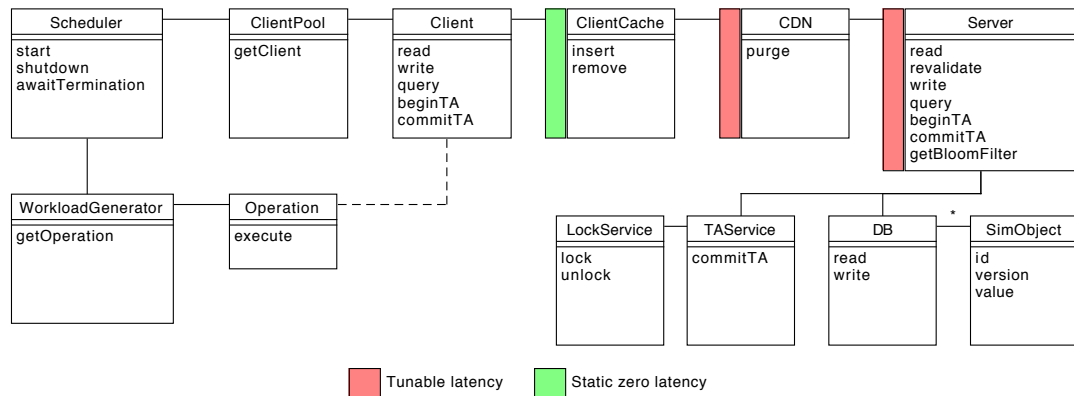 Scheduler
start
shutdown
awaitTermination
ClientPool
getClient
Client
read
write
query
beginTA
commitTA
ClientCache
insert
remove
CDN
purge
Server
read
revalidate
write
query
beginTA
commitTA
getBloomFilter
WorkloadGenerator
getOperation
Operation
execute
LockService
lock
unlock
TAService
commitTA
DB
read
write
*
SimObject
id
version
value
Tunable latency
Static zero latency